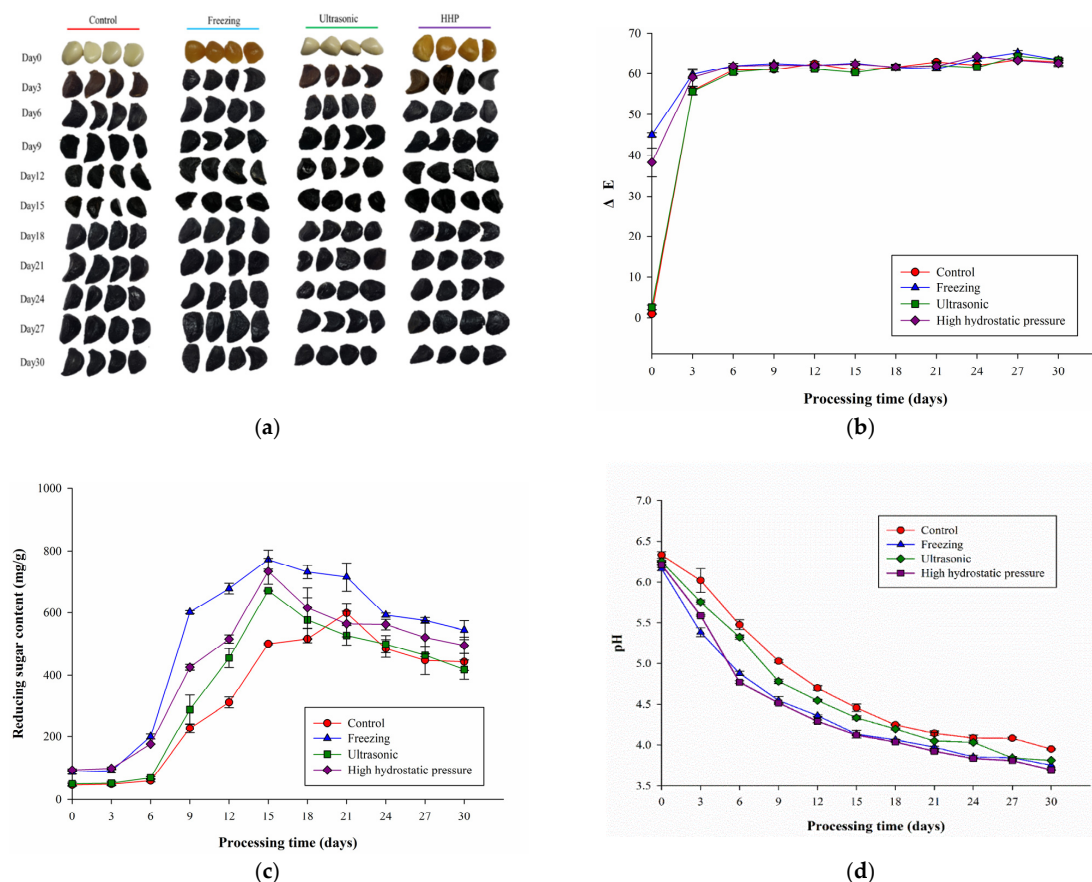 Control Freezing Ultrasonic HHP
Day0
Day3
Day6
Day9
Day12
Day15
Day18
Day21
Day24
Day27
Day30
(a)
70
60
50
40
30
20
10
0
Δ E
Control
Freezing
Ultrasonic
High hydrostatic pressure
0 3 6 9 12 15 18 21 24 27 30
Processing time (days)
(b)
1000
800
600
400
200
0
Reducing sugar content (mg/g)
Control
Freezing
Ultrasonic
High hydrostatic pressure
0 3 6 9 12 15 18 21 24 27 30
Processing time (days)
(c)
7.0
6.5
6.0
5.5
5.0
4.5
4.0
3.5
pH
Control
Freezing
Ultrasonic
High hydrostatic pressure
0 3 6 9 12 15 18 21 24 27 30
Processing time (days)
(d)